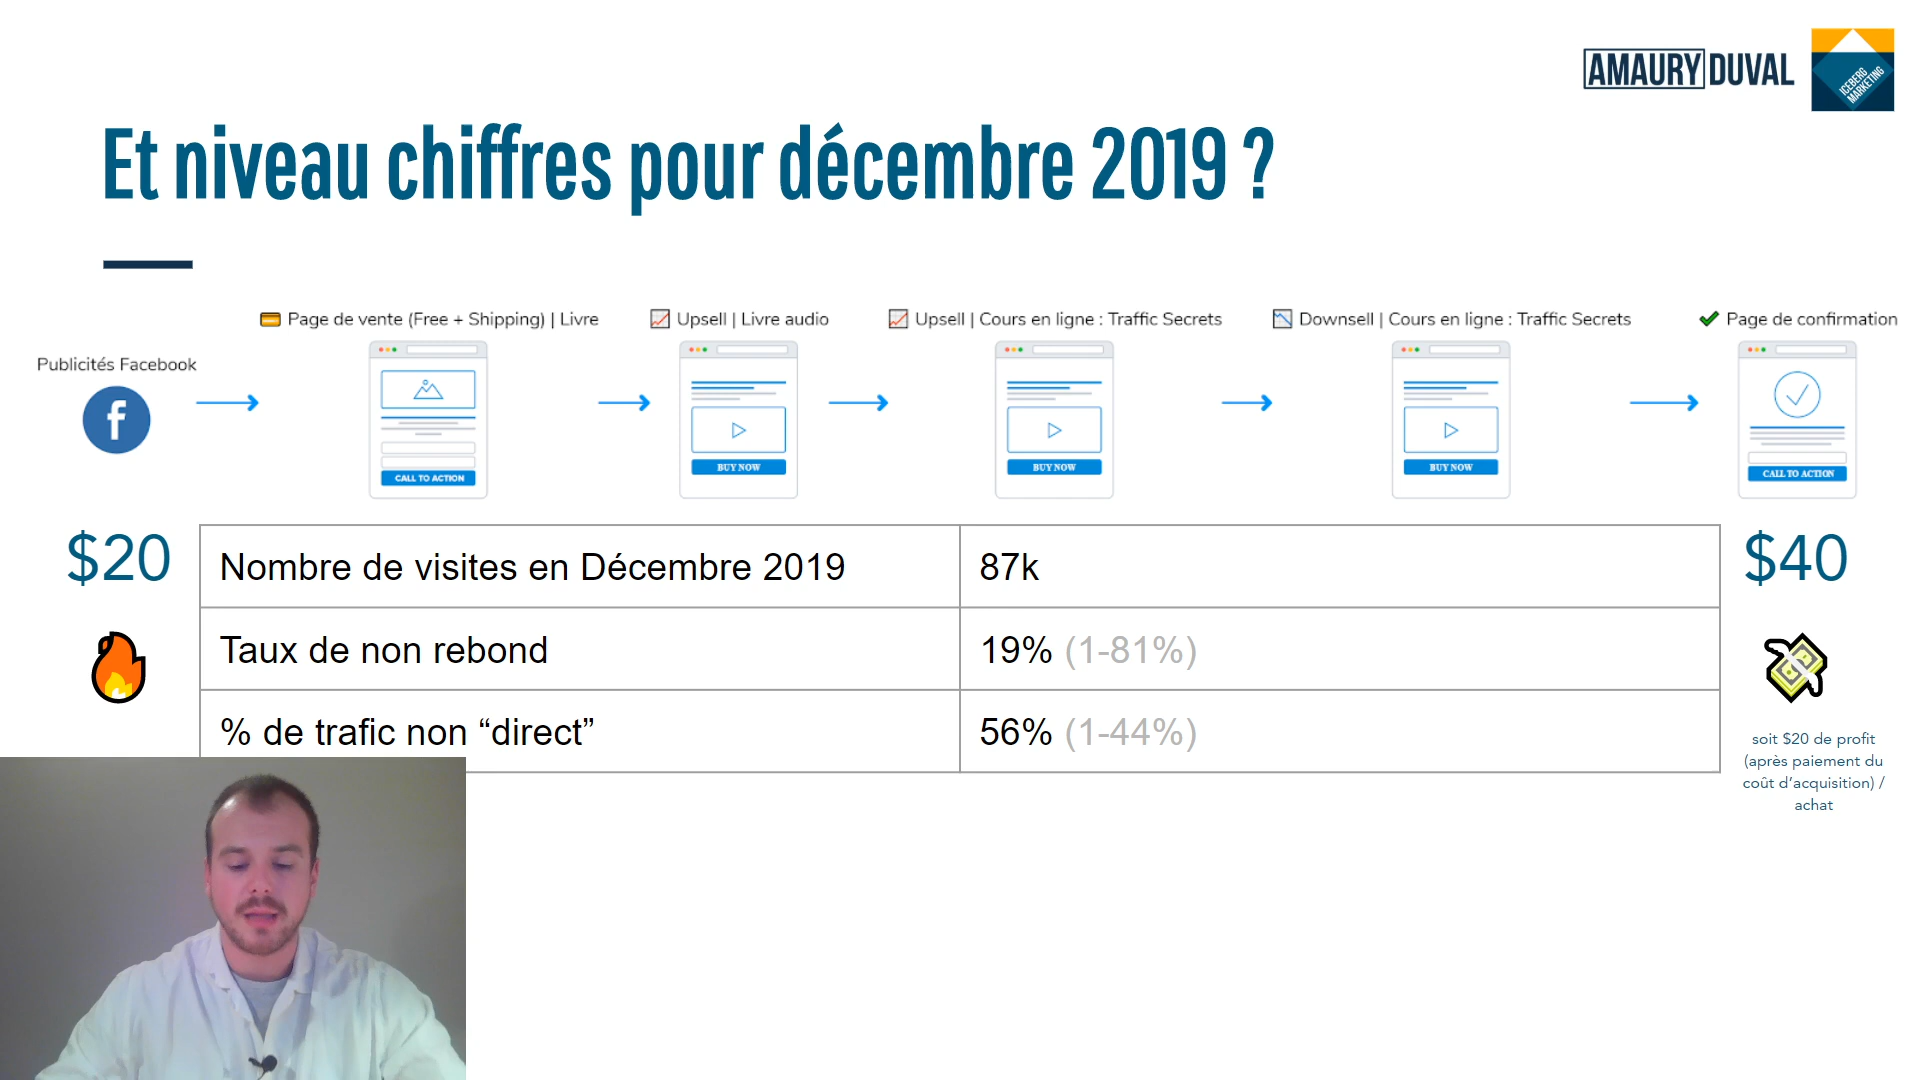 AMAURY DUVAL
ICEBERG
MARKETING
Et niveau chiffres pour décembre 2019 ?
Publicités Facebook
Page de vente (Free + Shipping) | Livre
Upsell | Livre audio
Upsell | Cours en ligne : Traffic Secrets
Downsell | Cours en ligne : Traffic Secrets
Page de confirmation
CALL TO ACTION
BUY NOW
BUY NOW
BUY NOW
CALL TO ACTION
$20
Nombre de visites en Décembre 2019 87k
Taux de non rebond 19% (1-81%)
% de trafic non “direct” 56% (1-44%)
$40
soit $20 de profit
(après paiement du
coût d’acquisition) /
achat